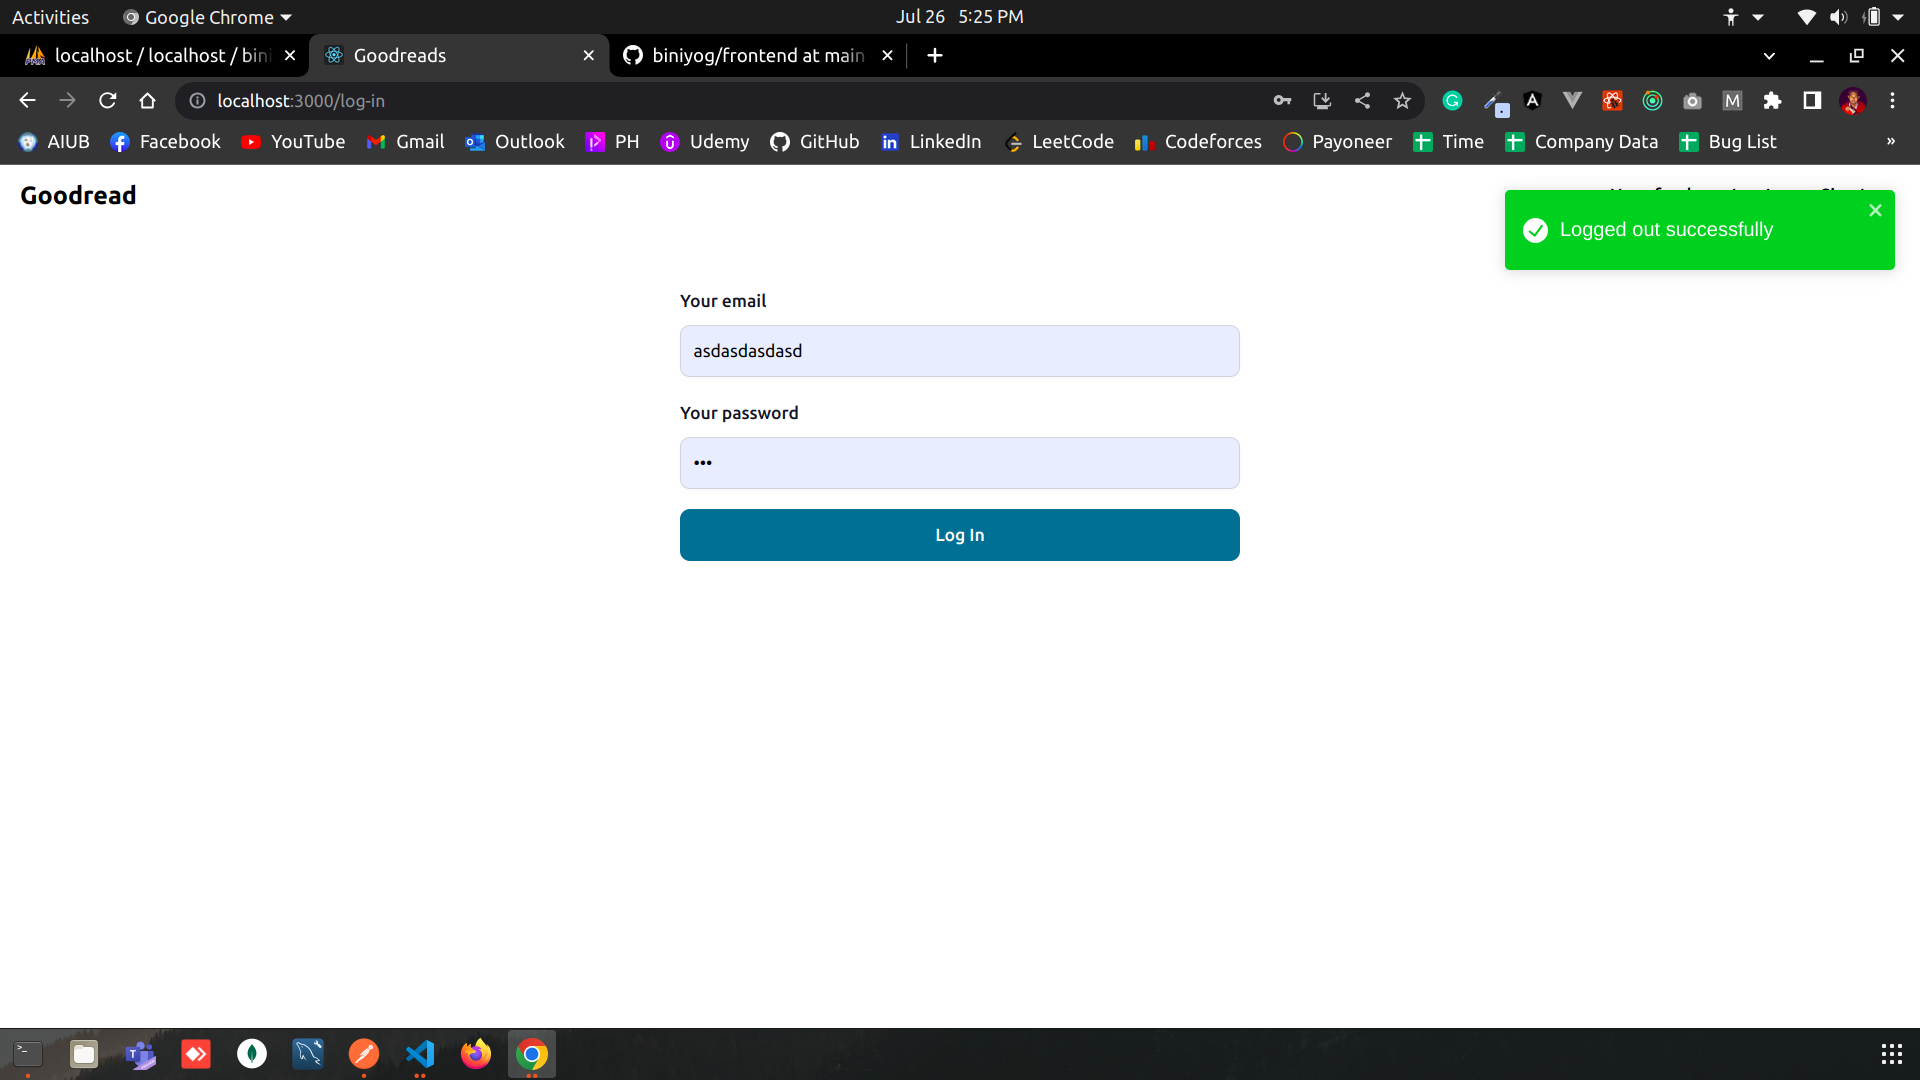 Activities
Google Chrome
Jul 26 5:25 PM
localhost / localhost / bini
Goodreads
biniyog/frontend at main
localhost:3000/log-in
AIUB
Facebook
YouTube
Gmail
Outlook
PH
Udemy
GitHub
LinkedIn
LeetCode
Codeforces
Payoneer
Time
Company Data
Bug List
»
Goodread
Logged out successfully
Your email
asdasdasdasd
Your password
•••
Log In